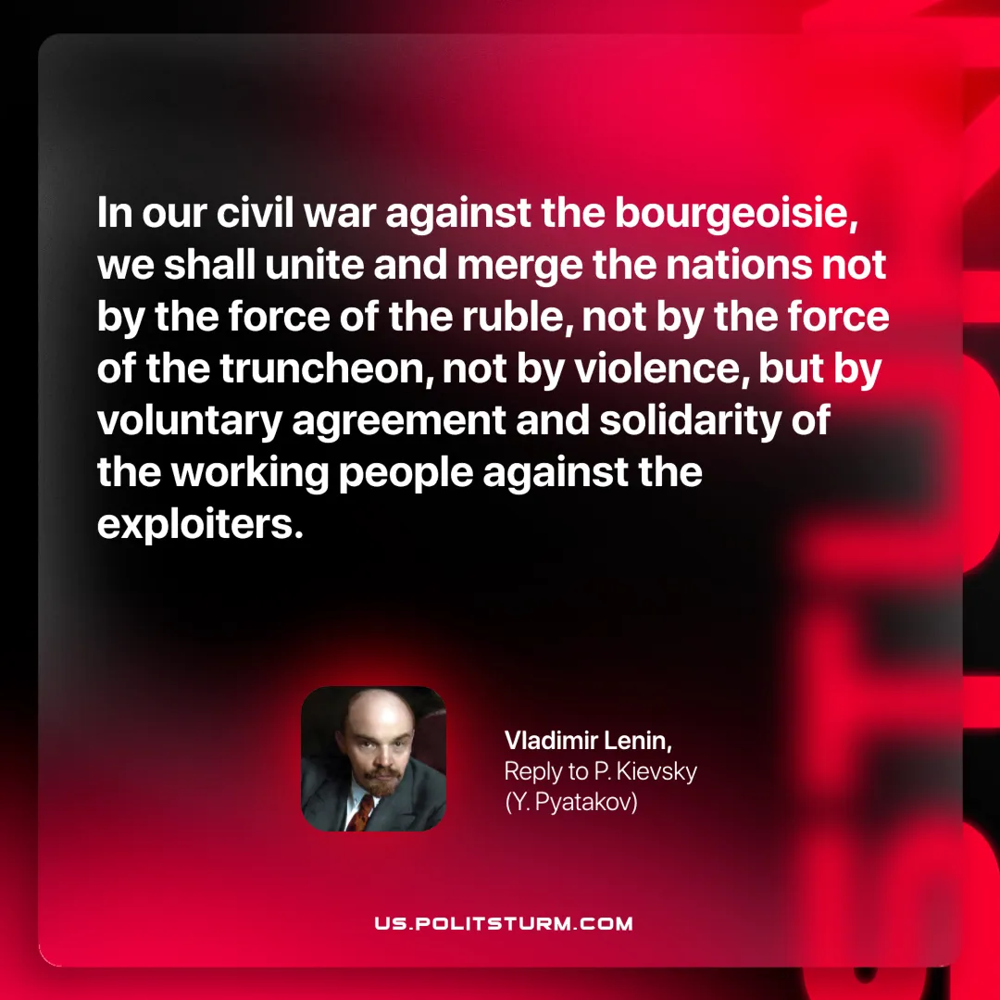 In our civil war against the bourgeoisie,
we shall unite and merge the nations not
by the force of the ruble, not by the force
of the truncheon, not by violence, but by
voluntary agreement and solidarity of
the working people against the
exploiters.
Vladimir Lenin,
Reply to P. Kievsky
(Y. Pyatakov)
US.POLITSTURM.COM